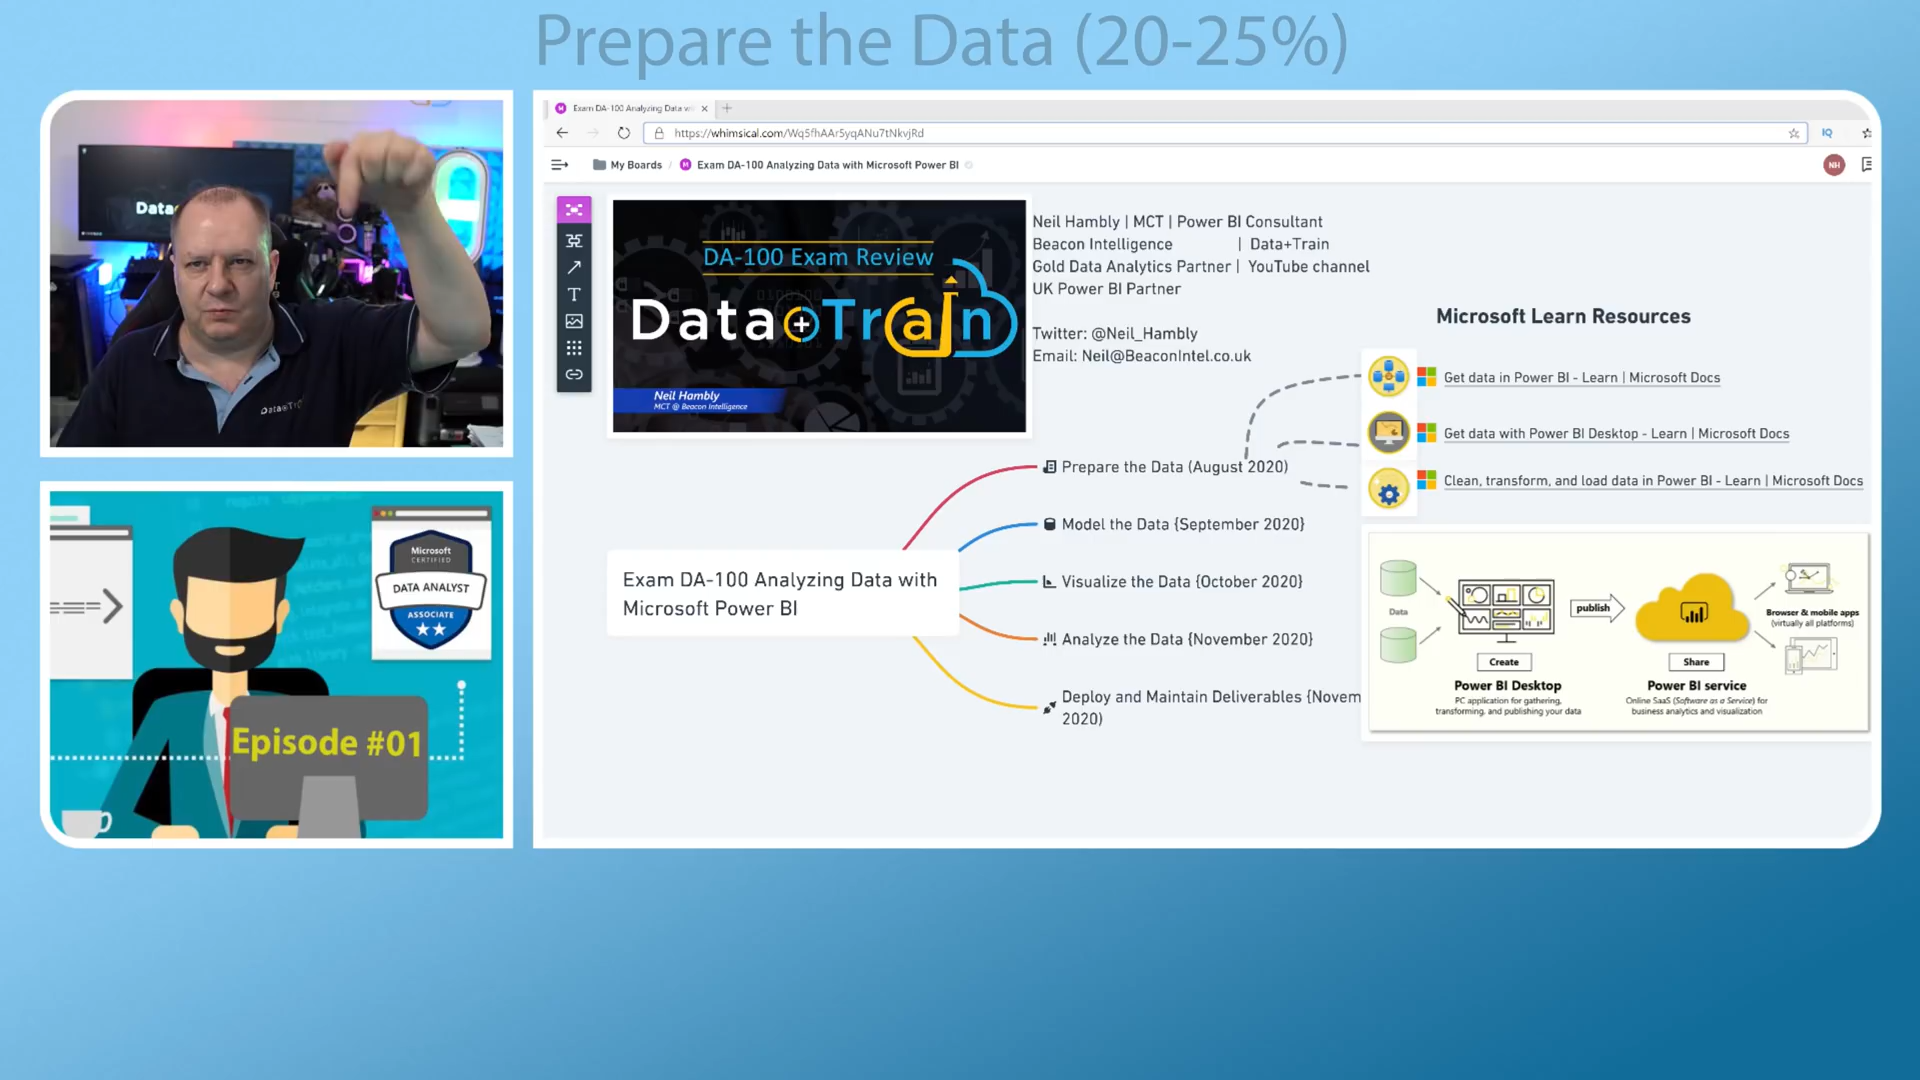 Prepare the Data (20-25%)
Exam DA-100 Analyzing Data wi
https://whimsical.com/Wq5fhAAr5yqANu7tNkvjRd
IQ
My Boards / M Exam DA-100 Analyzing Data with Microsoft Power BI
NH
Data
DA-100 Exam Review
Data+Train
Neil Hambly
MCT @ Beacon Intelligence
Neil Hambly | MCT | Power BI Consultant
Beacon Intelligence | Data+Train
Gold Data Analytics Partner | YouTube channel
UK Power BI Partner
Twitter: @Neil_Hambly
Email: Neil@BeaconIntel.co.uk
Microsoft Learn Resources
Get data in Power BI - Learn | Microsoft Docs
Get data with Power BI Desktop - Learn | Microsoft Docs
Clean, transform, and load data in Power BI - Learn | Microsoft Docs
Exam DA-100 Analyzing Data with
Microsoft Power BI
Prepare the Data (August 2020)
Model the Data {September 2020}
Visualize the Data {October 2020}
Analyze the Data {November 2020}
Deploy and Maintain Deliverables {Novem
2020)
Data
publish
Create
Share
Browser & mobile apps
(virtually all platforms)
Power BI Desktop
PC application for gathering,
transforming, and publishing your data
Power BI service
Online SaaS (Software as a Service) for
business analytics and visualization
Microsoft
CERTIFIED
DATA ANALYST
ASSOCIATE
Episode #01